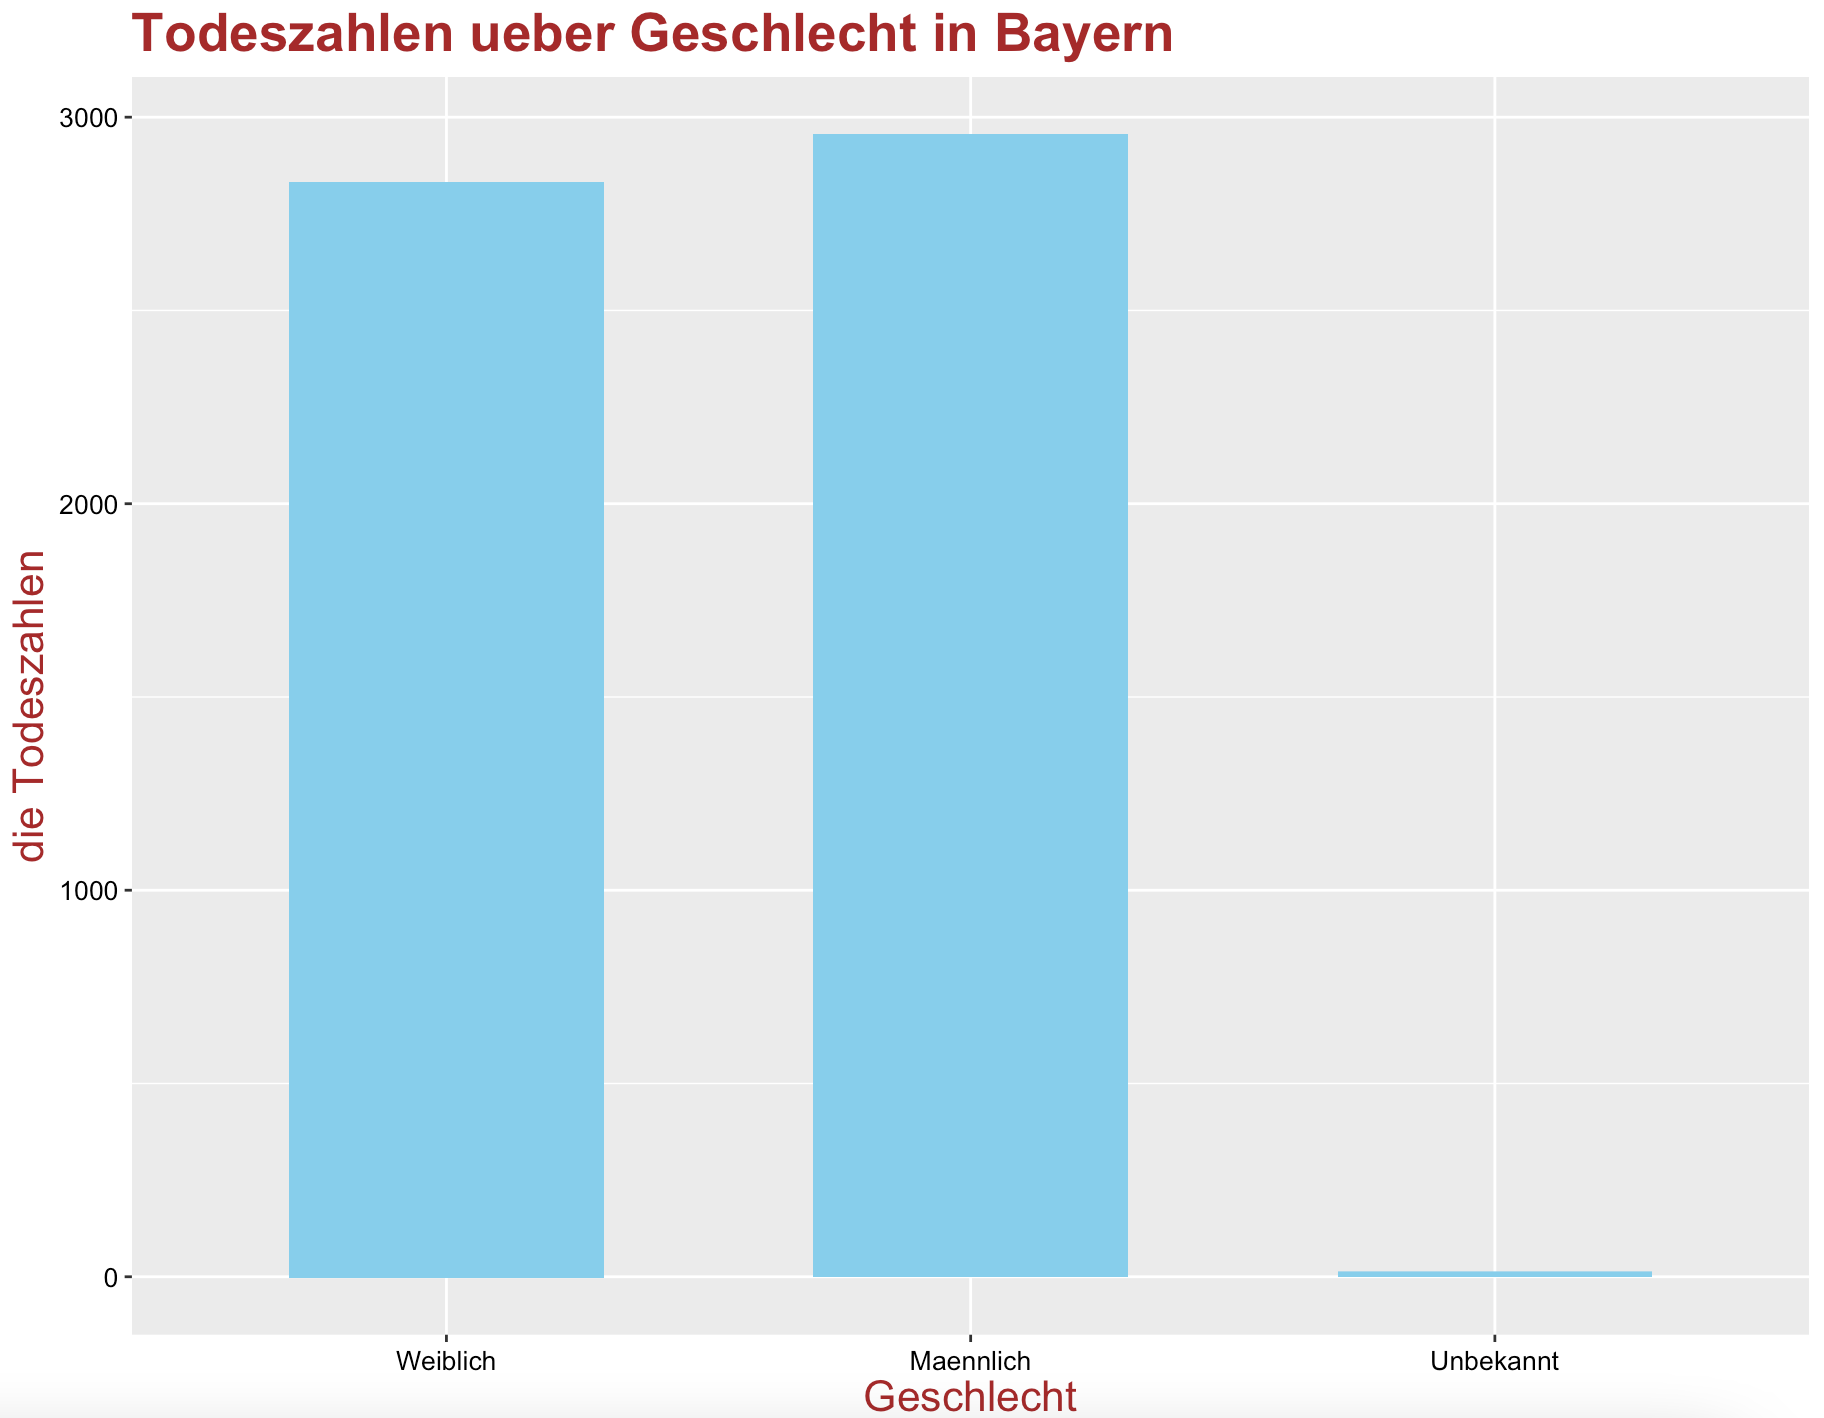 Todeszahlen ueber Geschlecht in Bayern
3000
2000
1000
0
die Todeszahlen
Weiblich Maennlich Unbekannt
Geschlecht